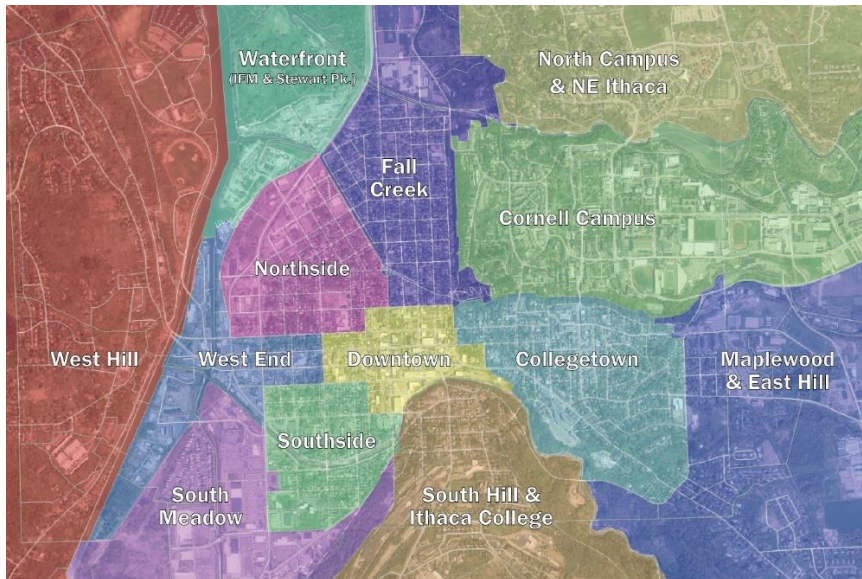 Waterfront
(IFM & Stewart Pk.)
North Campus
& NE Ithaca
Fall
Creek
Cornell Campus
Northside
West Hill
West End
Downtown
Collegetown
Maplewood
& East Hill
Southside
South
Meadow
South Hill &
Ithaca College